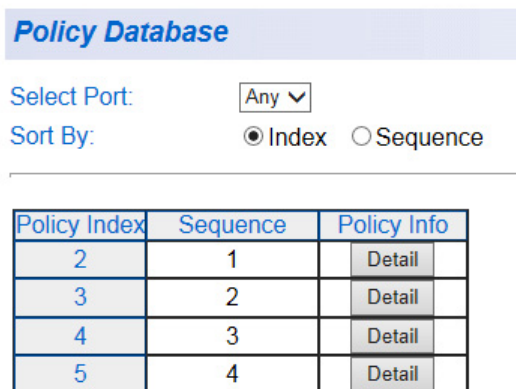 Policy Database
Select Port: Any
Sort By: Index Sequence
Policy Index Sequence Policy Info
2 1 Detail
3 2 Detail
4 3 Detail
5 4 Detail